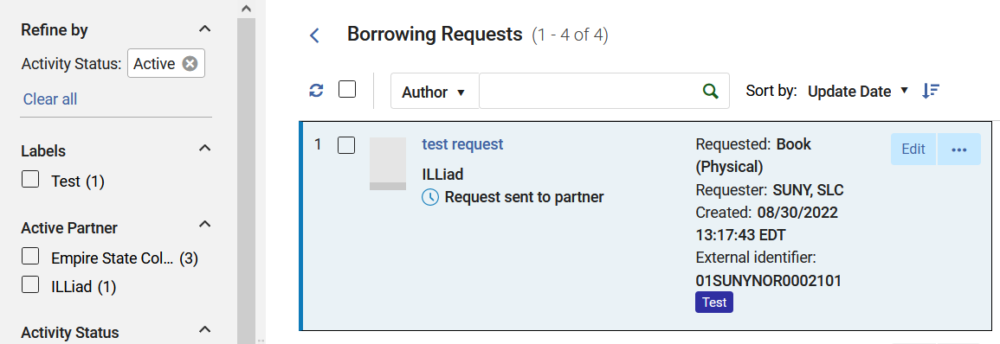 Refine by
Activity Status: Active
Clear all
Labels
Test (1)
Active Partner
Empire State Col... (3)
ILLiad (1)
Activity Status
Borrowing Requests (1 - 4 of 4)
Author
Sort by: Update Date
1
test request
ILLiad
Request sent to partner
Requested: Book
(Physical)
Requester: SUNY, SLC
Created: 08/30/2022
13:17:43 EDT
External identifier:
01SUNYNOR0002101
Test
Edit